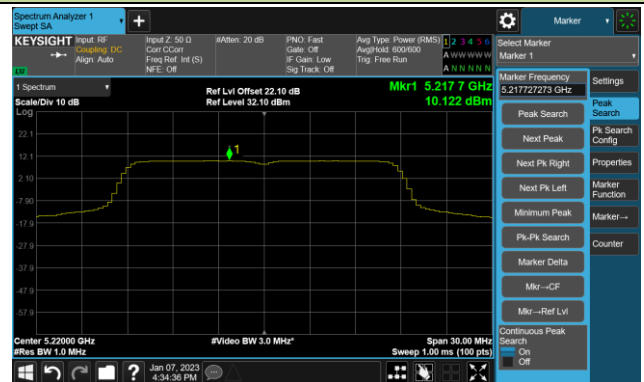 Spectrum Analyzer 1
Swept SA
Marker
KEYSIGHT
Input: RF
Coupling: DC
Align: Auto
Input Z: 50 Ω
Corr CCorr
Freq Ref: Int (S)
NFE: Off
#Atten: 20 dB
PNO: Fast
Gate: Off
IF Gain: Low
Sig Track: Off
Avg Type: Power (RMS)
Avg|Hold: 600/600
Trig: Free Run
1 2 3 4 5 6
A W W W W W
A N N N N N
LW
Select Marker
Marker 1
1 Spectrum
Scale/Div 10 dB
Log
Ref Lvl Offset 22.10 dB
Ref Level 32.10 dBm
Mkr1 5.217 7 GHz
10.122 dBm
22.1
12.1
2.10
-7.90
-17.9
-27.9
-37.9
-47.9
-57.9
1
Center 5.22000 GHz
#Res BW 1.0 MHz
#Video BW 3.0 MHz*
Span 30.00 MHz
Sweep 1.00 ms (100 pts)
Marker Frequency
5.217727273 GHz
Peak Search
Next Peak
Next Pk Right
Next Pk Left
Minimum Peak
Pk-Pk Search
Marker Delta
Mkr→CF
Mkr→Ref Lvl
Continuous Peak
Search
On
Off
Settings
Peak
Search
Pk Search
Config
Properties
Marker
Function
Marker→
Counter
?
Jan 07, 2023
4:34:36 PM